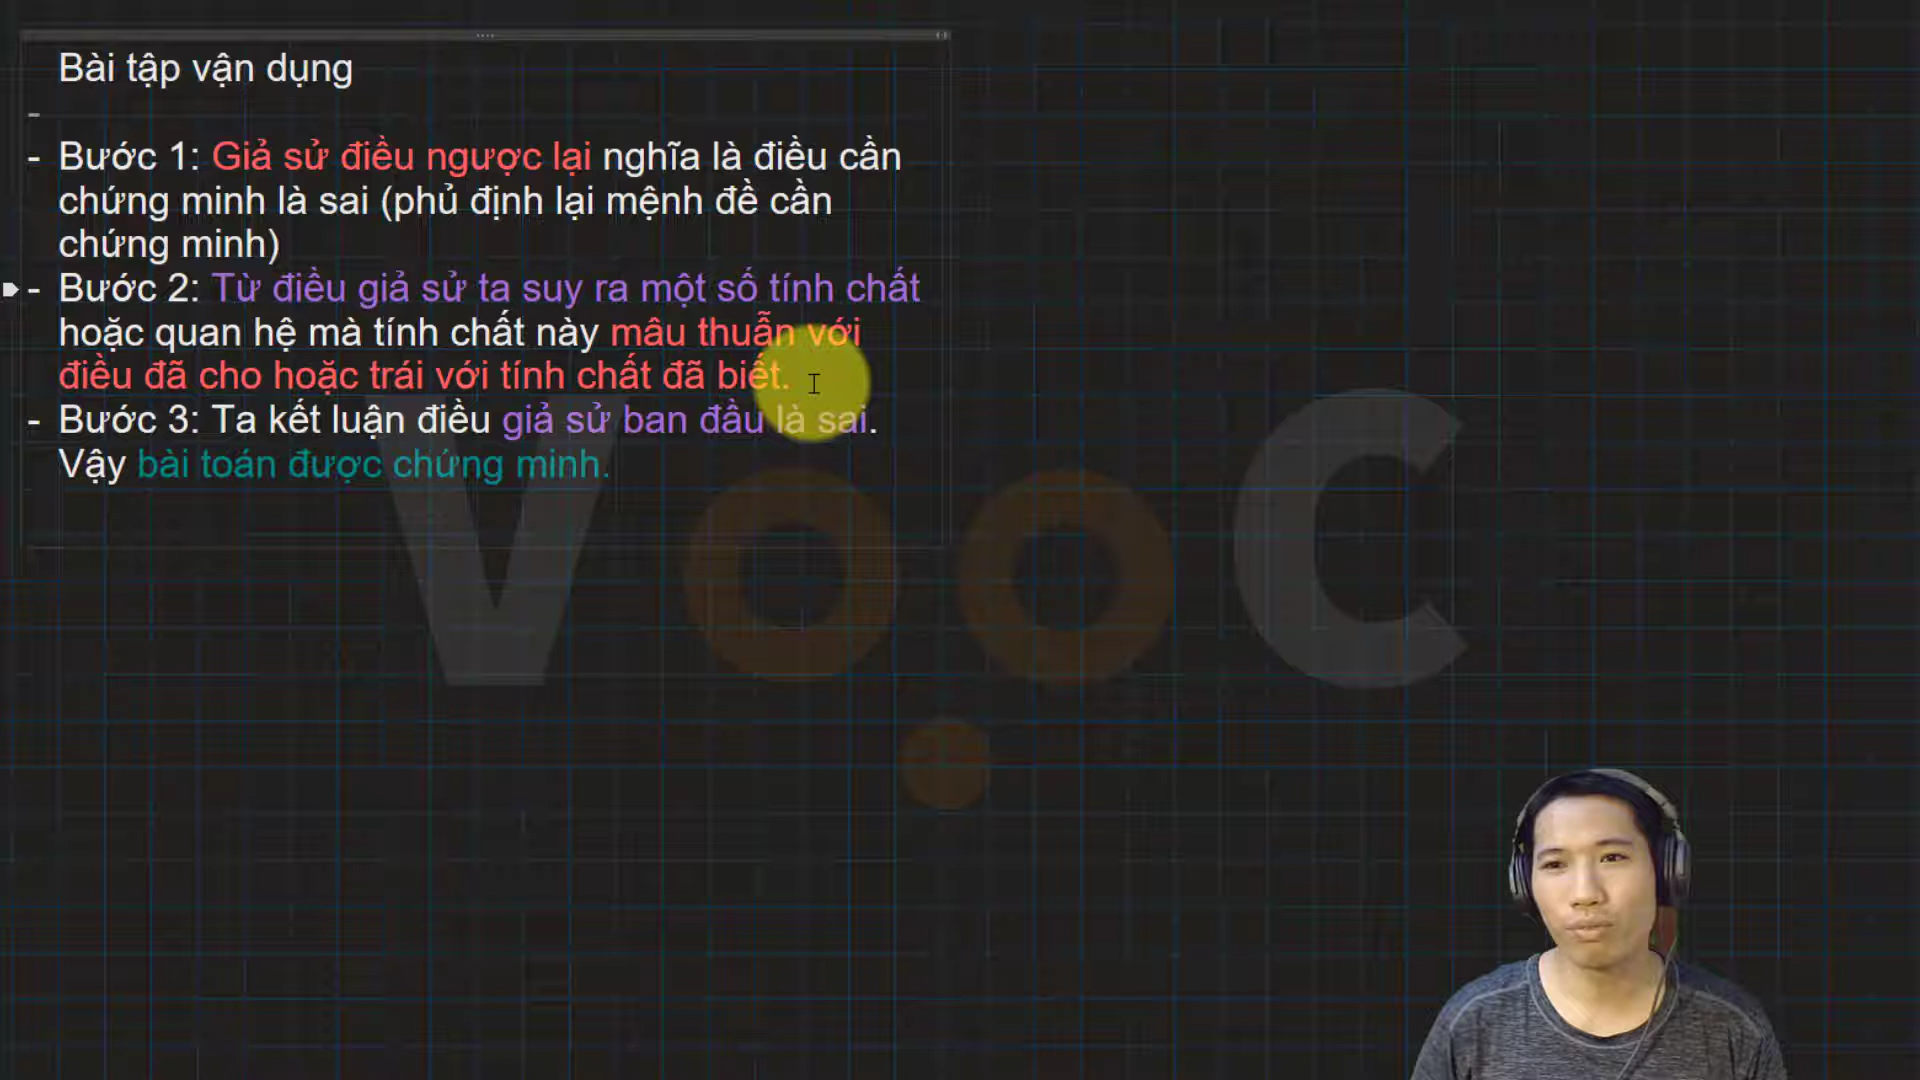 Bài tập vận dụng
-
- Bước 1: Giả sử điều ngược lại nghĩa là điều cần
chứng minh là sai (phủ định lại mệnh đề cần
chứng minh)
- Bước 2: Từ điều giả sử ta suy ra một số tính chất
hoặc quan hệ mà tính chất này mâu thuẫn với
điều đã cho hoặc trái với tính chất đã biết.
- Bước 3: Ta kết luận điều giả sử ban đầu là sai.
Vậy bài toán được chứng minh.
VooC